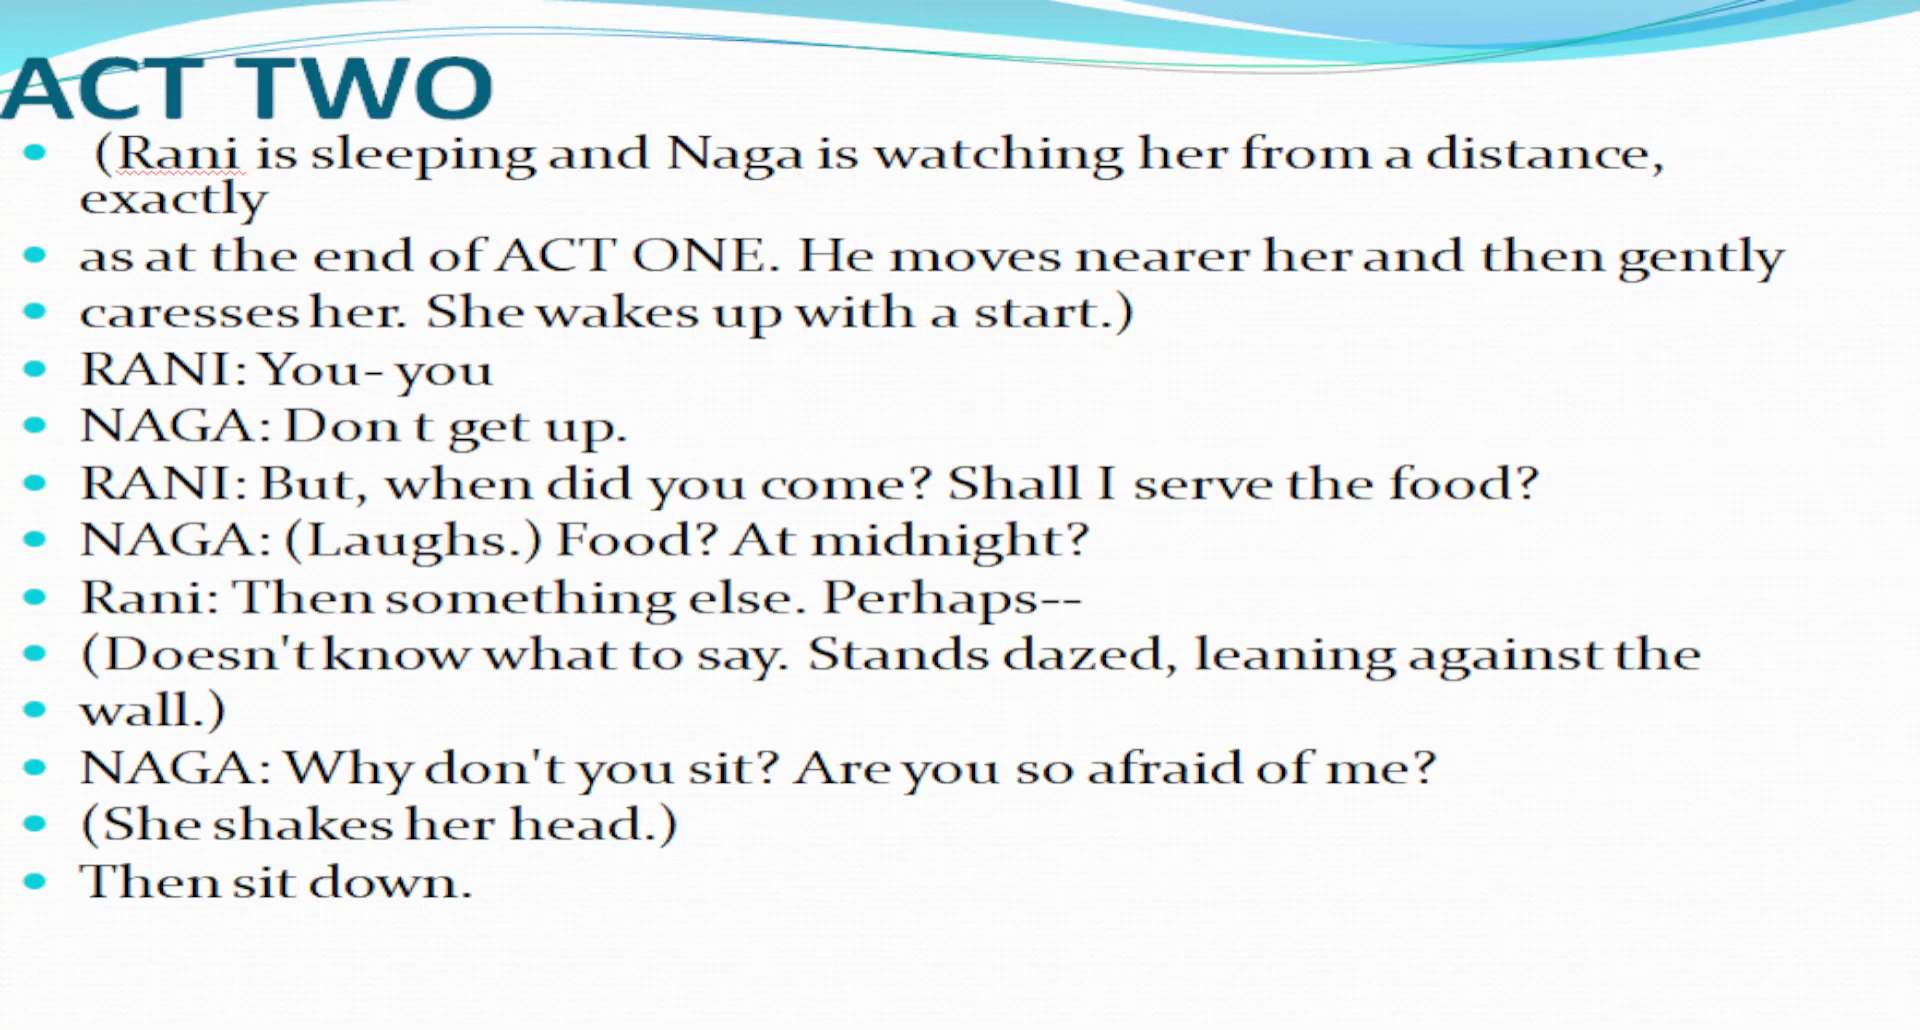 ACT TWO
(Rani is sleeping and Naga is watching her from a distance,
exactly
as at the end of ACT ONE. He moves nearer her and then gently
caresses her. She wakes up with a start.)
RANI: You- you
NAGA: Don t get up.
RANI: But, when did you come? Shall I serve the food?
NAGA: (Laughs.) Food? At midnight?
Rani: Then something else. Perhaps--
(Doesn't know what to say. Stands dazed, leaning against the
wall.)
NAGA: Why don't you sit? Are you so afraid of me?
(She shakes her head.)
Then sit down.